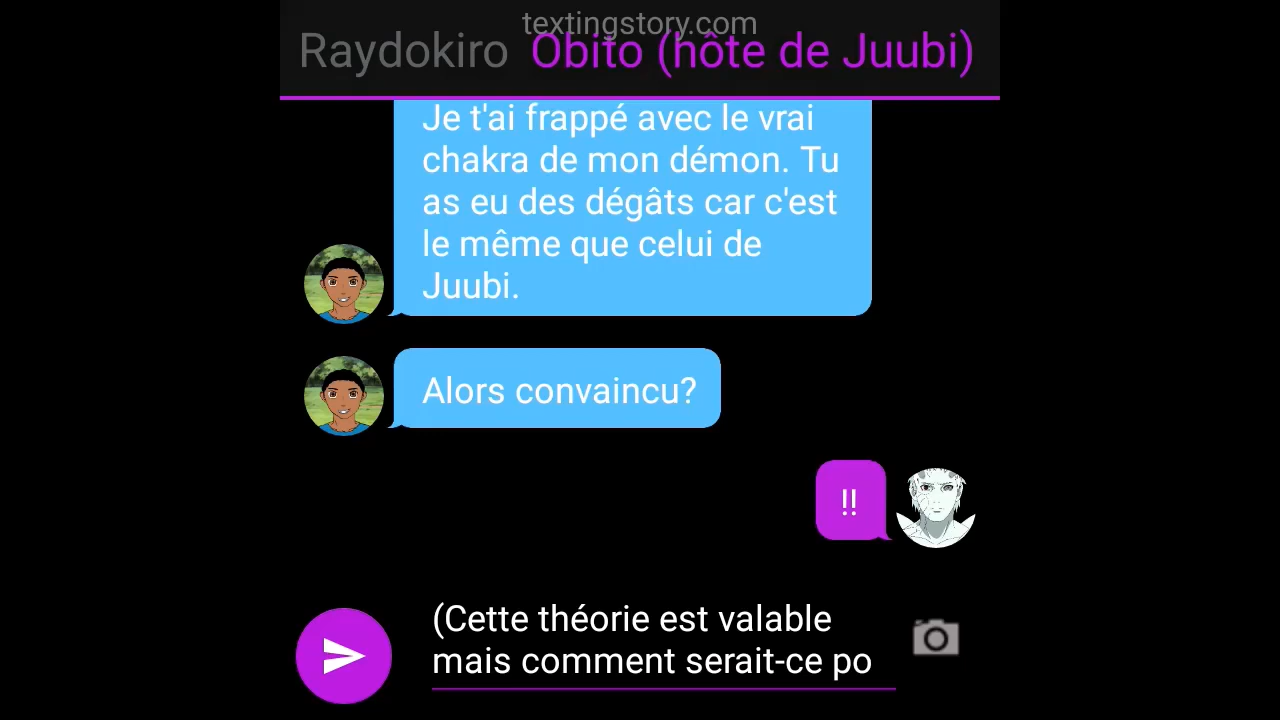 textingstory.com
Raydokiro Obito (hôte de Juubi)
Je t'ai frappé avec le vrai
chakra de mon démon. Tu
as eu des dégâts car c'est
le même que celui de
Juubi.
Alors convaincu?
!!
(Cette théorie est valable
mais comment serait-ce po